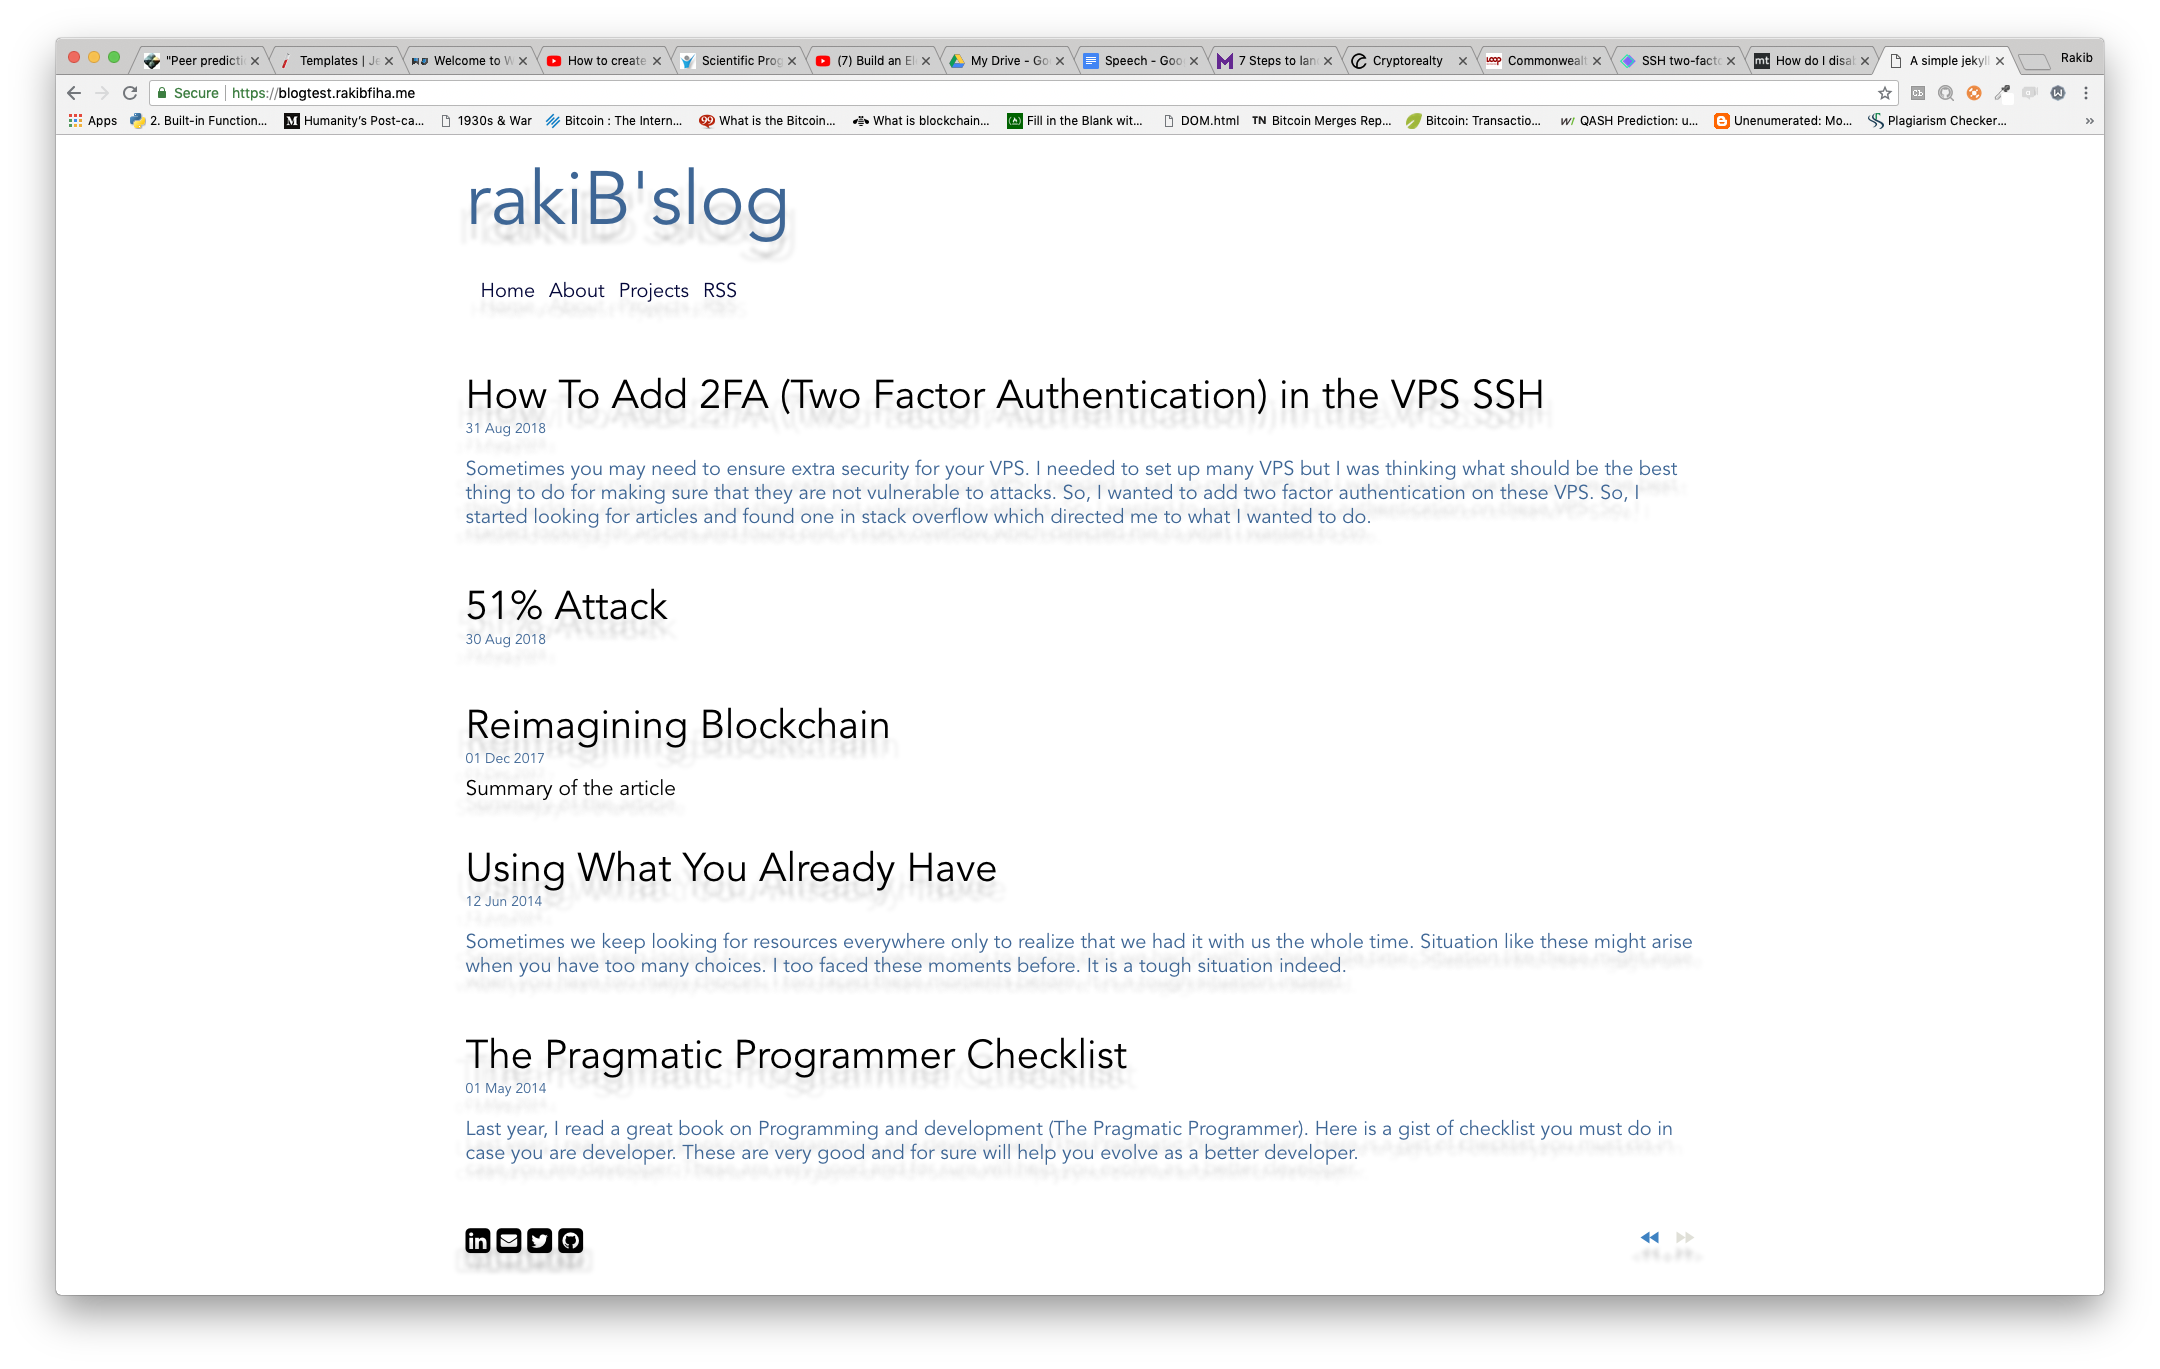 "Peer predicti
Templates | Je
Welcome to W
How to create
Scientific Prog
(7) Build an El
My Drive - Goo
Speech - Goog
7 Steps to lan
Cryptorealty
Commonwealt
SSH two-facto
How do I disal
A simple jekyll
Rakib
Secure
https://blogtest.rakibfiha.me
Apps
2. Built-in Function...
Humanity's Post-ca...
1930s & War
Bitcoin : The Intern...
What is the Bitcoin...
What is blockchain...
Fill in the Blank wit...
DOM.html
TN Bitcoin Merges Rep...
Bitcoin: Transactio...
QASH Prediction: u...
Unenumerated: Mo...
Plagiarism Checker...
»
rakiB'slog
Home About Projects RSS
How To Add 2FA (Two Factor Authentication) in the VPS SSH
31 Aug 2018
Sometimes you may need to ensure extra security for your VPS. I needed to set up many VPS but I was thinking what should be the best
thing to do for making sure that they are not vulnerable to attacks. So, I wanted to add two factor authentication on these VPS. So, I
started looking for articles and found one in stack overflow which directed me to what I wanted to do.
51% Attack
30 Aug 2018
Reimagining Blockchain
01 Dec 2017
Summary of the article
Using What You Already Have
12 Jun 2014
Sometimes we keep looking for resources everywhere only to realize that we had it with us the whole time. Situation like these might arise
when you have too many choices. I too faced these moments before. It is a tough situation indeed.
The Pragmatic Programmer Checklist
01 May 2014
Last year, I read a great book on Programming and development (The Pragmatic Programmer). Here is a gist of checklist you must do in
case you are developer. These are very good and for sure will help you evolve as a better developer.